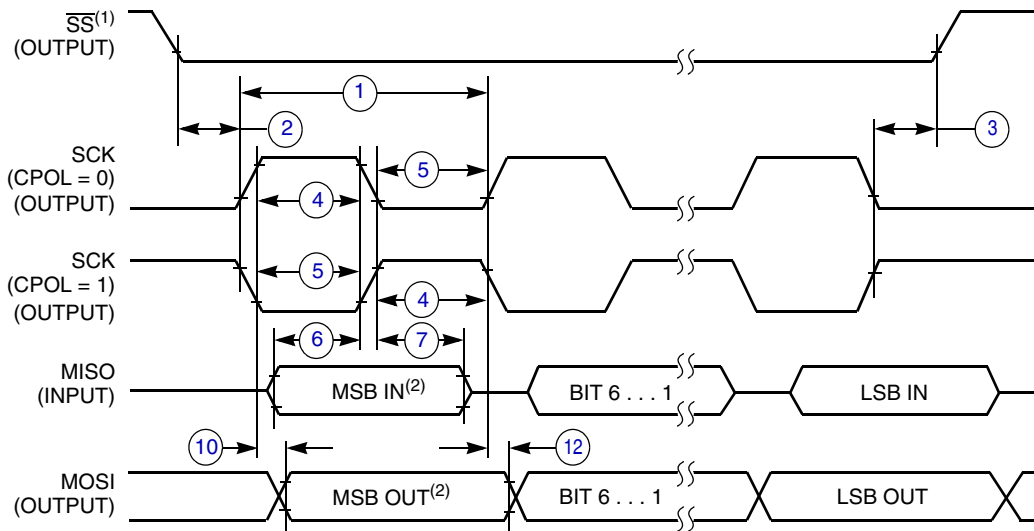 SS(1)
(OUTPUT)
1
2
3
SCK
(CPOL = 0)
(OUTPUT)
5
4
SCK
(CPOL = 1)
(OUTPUT)
5
4
6
7
MISO
(INPUT)
MSB IN(2)
BIT 6 . . . 1
LSB IN
10
12
MOSI
(OUTPUT)
MSB OUT(2)
BIT 6 . . . 1
LSB OUT